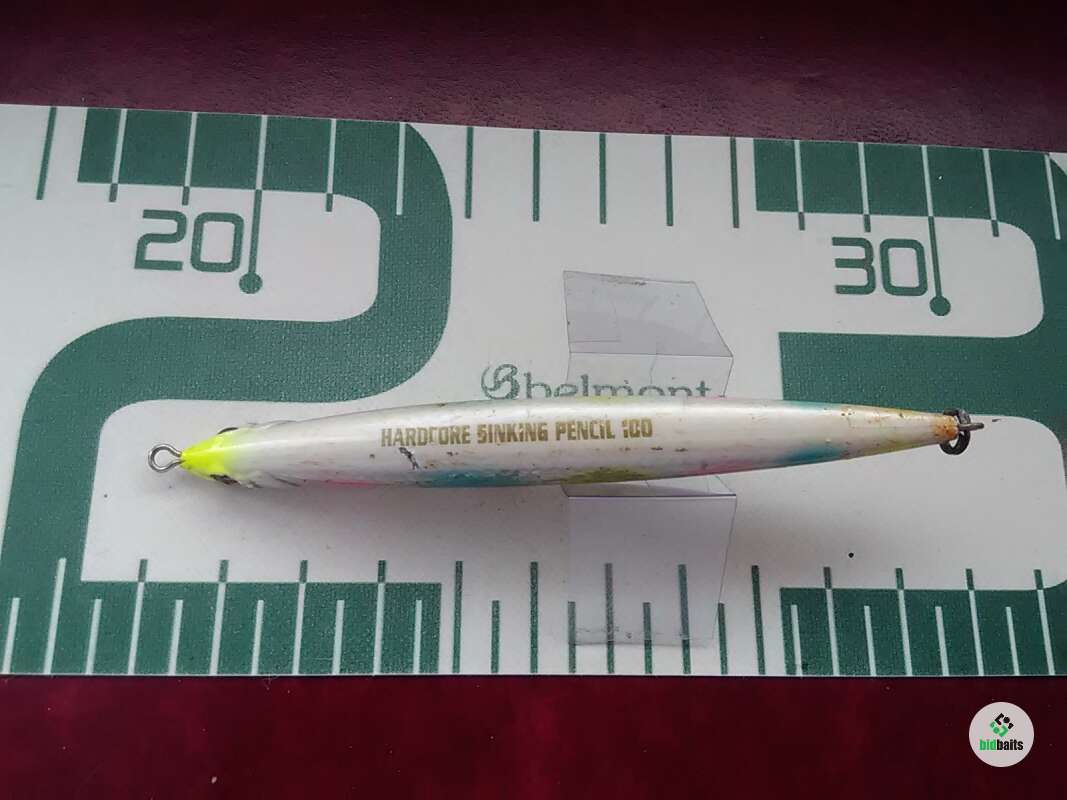 20
30
belmont
HARDCORE SINKING PENCIL 100
bidbaits